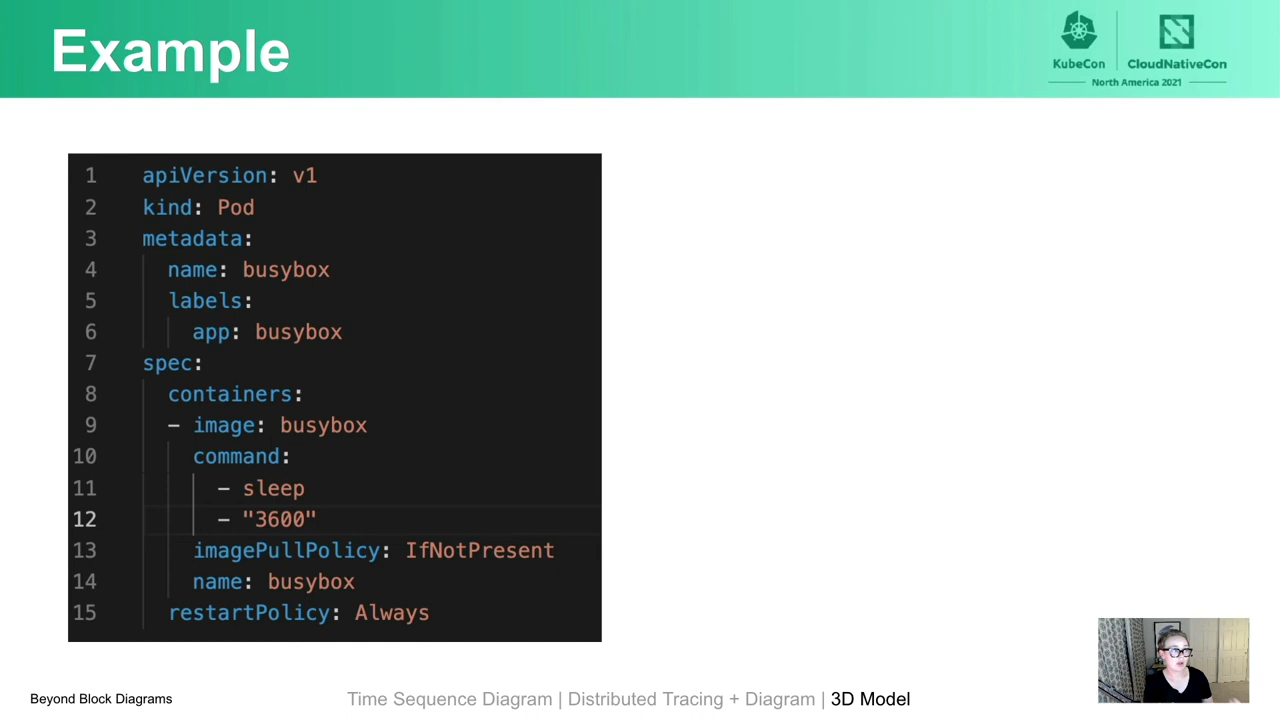 Example
KubeCon
CloudNativeCon
North America 2021
1 apiVersion: v1
2 kind: Pod
3 metadata:
4   name: busybox
5   labels:
6     app: busybox
7 spec:
8   containers:
9   - image: busybox
10     command:
11       - sleep
12       - "3600"
13     imagePullPolicy: IfNotPresent
14     name: busybox
15   restartPolicy: Always
Beyond Block Diagrams
Time Sequence Diagram | Distributed Tracing + Diagram | 3D Model